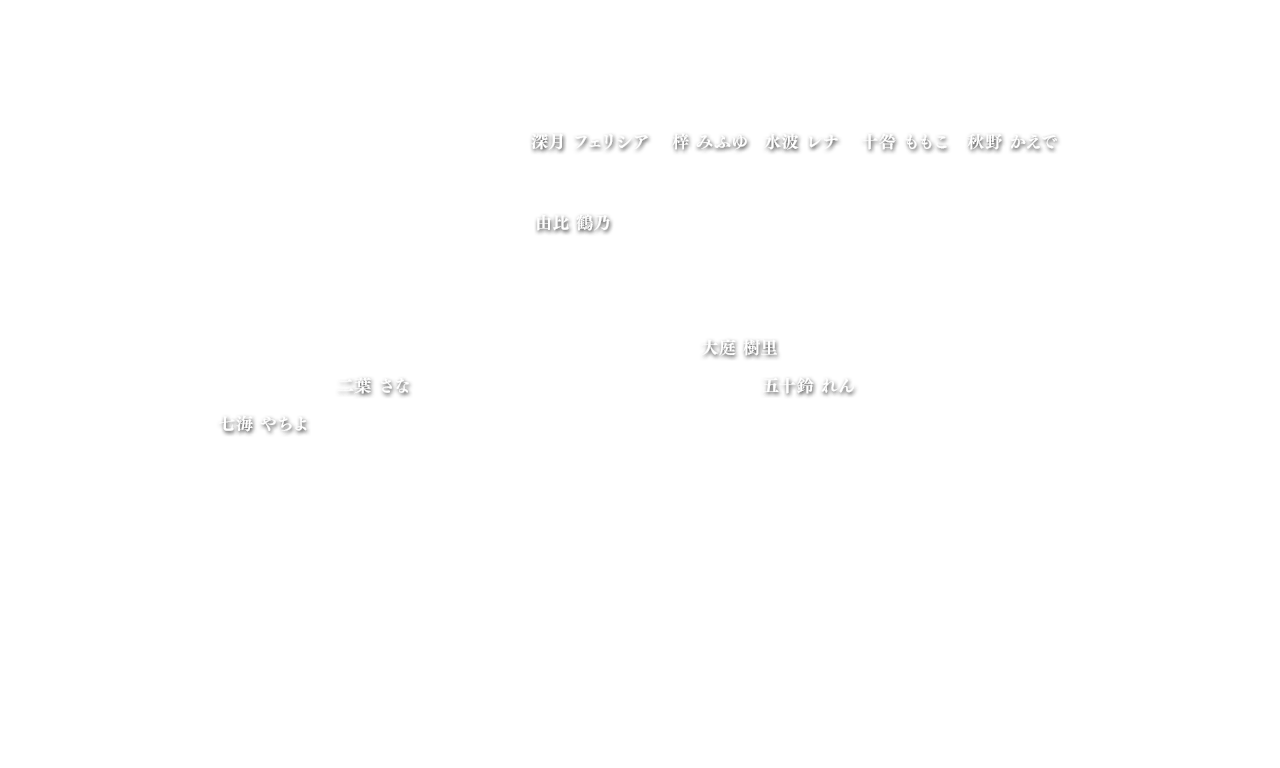 深月 フェリシア 梓 みふゆ 水波 レナ 十咎 ももこ 秋野 かえで
由比 鶴乃
大庭 樹里
二葉 さな 五十鈴 れん
七海 やちよ